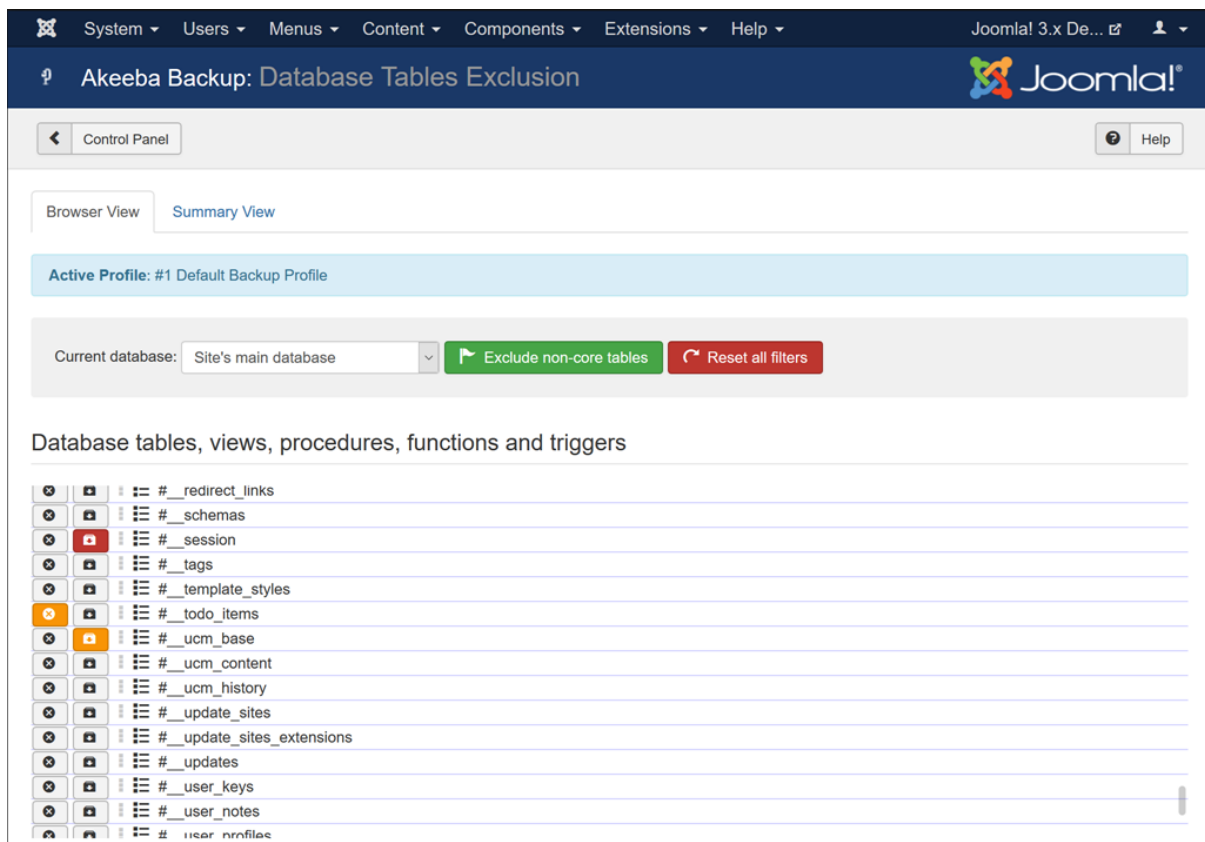 System Users Menus Content Components Extensions Help Joomla! 3.x De...
Akeeba Backup: Database Tables Exclusion Joomla!®
Control Panel Help
Browser View Summary View
Active Profile: #1 Default Backup Profile
Current database: Site's main database Exclude non-core tables Reset all filters
Database tables, views, procedures, functions and triggers
#__redirect_links
#__schemas
#__session
#__tags
#__template_styles
#__todo_items
#__ucm_base
#__ucm_content
#__ucm_history
#__update_sites
#__update_sites_extensions
#__updates
#__user_keys
#__user_notes
#__user_profiles